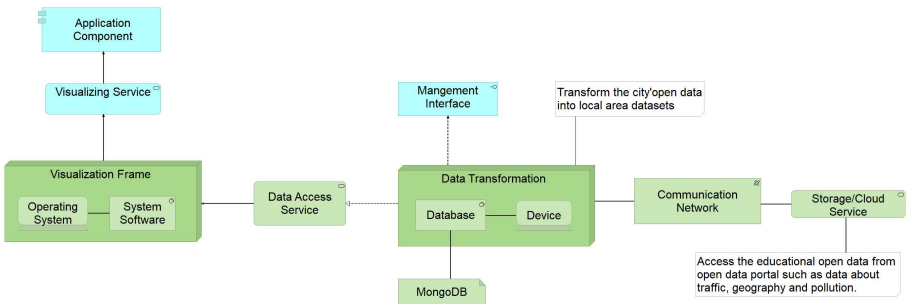 Application
Component
Visualizing Service
Mangement
Interface
Transform the city'open data
into local area datasets
Visualization Frame
Operating
System
System
Software
Data Access
Service
Data Transformation
Database
Device
Communication
Network
Storage/Cloud
Service
MongoDB
Access the educational open data from
open data portal such as data about
traffic, geography and pollution.